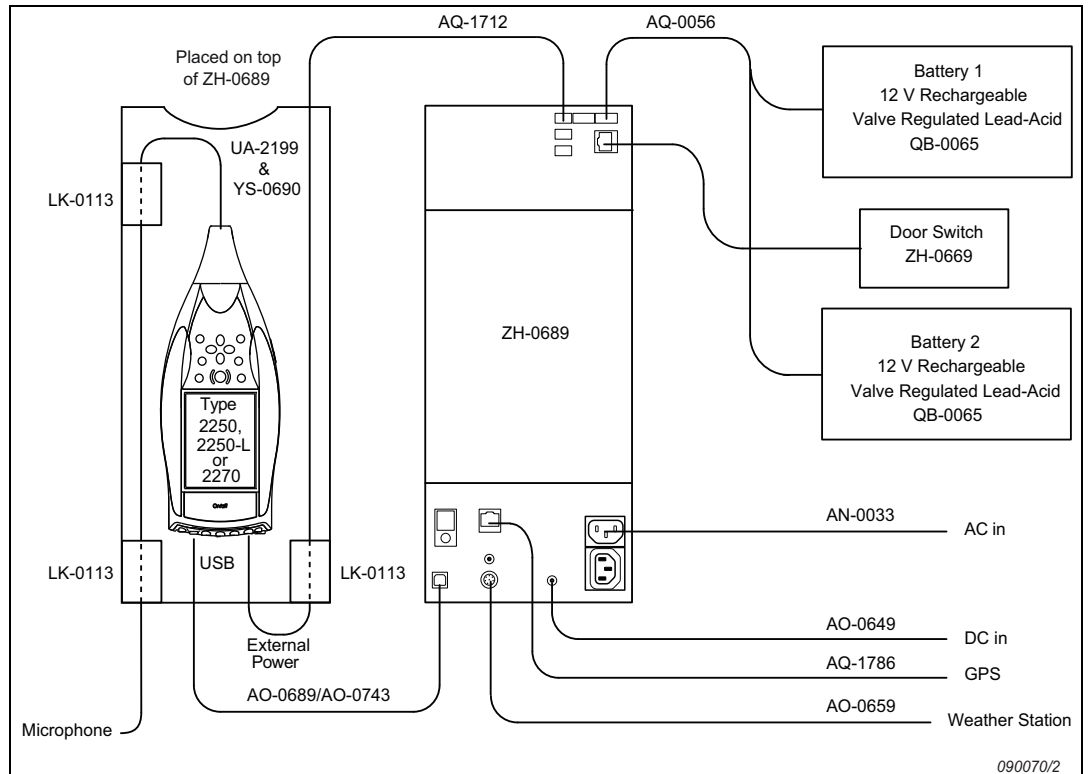 AQ-1712
AQ-0056
Placed on top
of ZH-0689
Battery 1
12 V Rechargeable
Valve Regulated Lead-Acid
QB-0065
UA-2199
&
YS-0690
LK-0113
Door Switch
ZH-0669
ZH-0689
Battery 2
12 V Rechargeable
Valve Regulated Lead-Acid
QB-0065
Type
2250,
2250-L
or
2270
On/off
AN-0033
AC in
LK-0113
USB
LK-0113
External
Power
AO-0649
DC in
AQ-1786
GPS
AO-0689/AO-0743
AO-0659
Weather Station
Microphone
090070/2